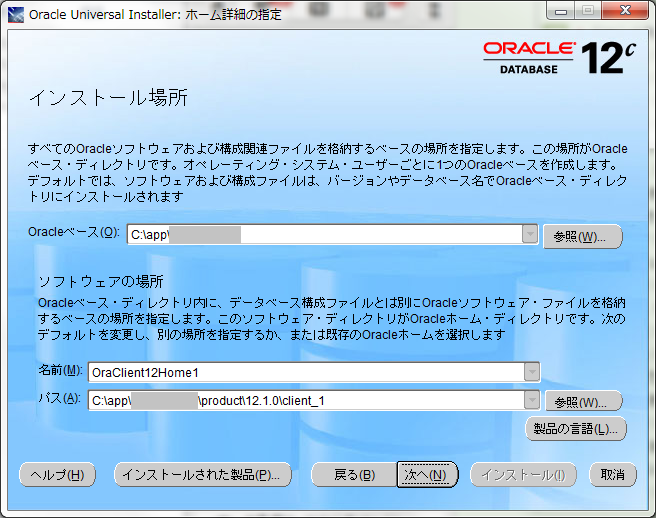 Oracle Universal Installer: ホーム詳細の指定
ORACLE
DATABASE 12c
インストール場所
すべてのOracleソフトウェアおよび構成関連ファイルを格納するベースの場所を指定します。この場所がOracle
ベース・ディレクトリです。オペレーティング・システム・ユーザーごとに1つのOracleベースを作成します。
デフォルトでは、ソフトウェアおよび構成ファイルは、バージョンやデータベース名でOracleベース・ディレク
トリにインストールされます
Oracleベース(O): C:\app\ 参照(W)...
ソフトウェアの場所
Oracleベース・ディレクトリ内に、データベース構成ファイルとは別にOracleソフトウェア・ファイルを格納
するベースの場所を指定します。このソフトウェア・ディレクトリがOracleホーム・ディレクトリです。次の
デフォルトを変更し、別の場所を指定するか、または既存のOracleホームを選択します
名前(M): OraClient12Home1
パス(A): C:\app\ \product\12.1.0\client_1 参照(W)...
製品の言語(L)...
ヘルプ(H) インストールされた製品(P)... 戻る(B) 次へ(N) インストール(I) 取消